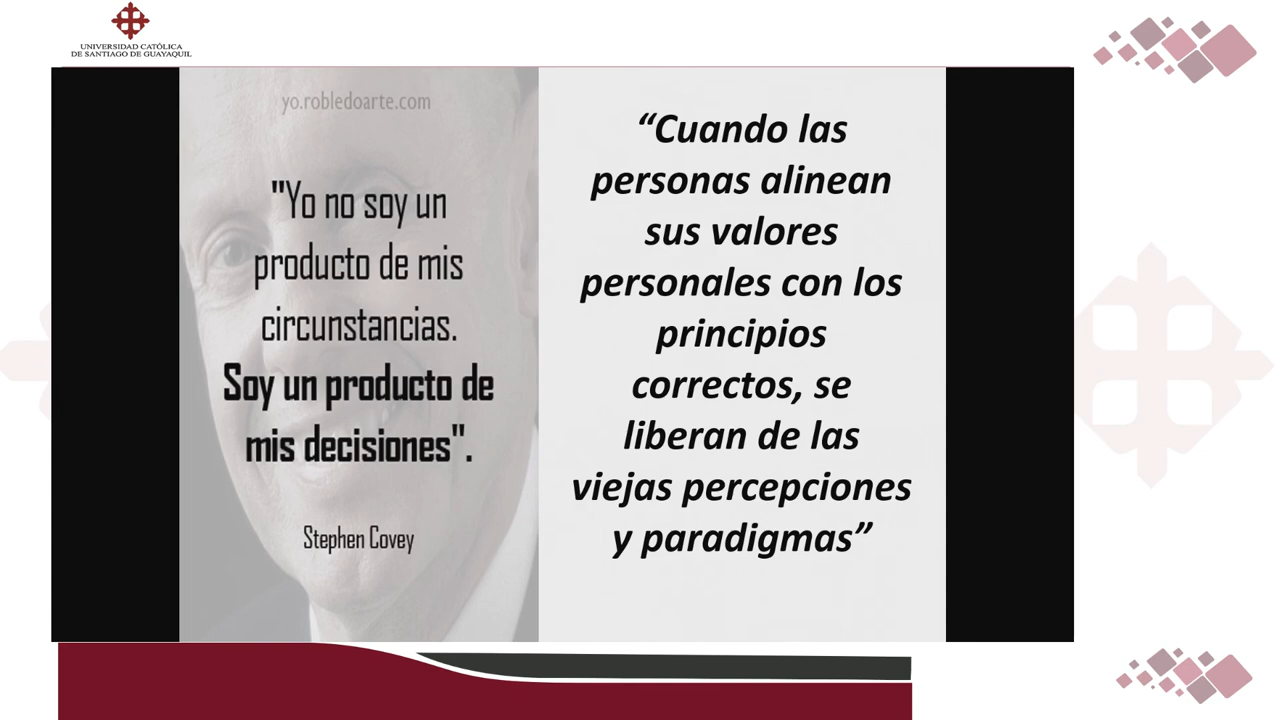 UNIVERSIDAD CATÓLICA
DE SANTIAGO DE GUAYAQUIL
yo.robledoarte.com
"Yo no soy un
producto de mis
circunstancias.
Soy un producto de
mis decisiones".
Stephen Covey
“Cuando las
personas alinean
sus valores
personales con los
principios
correctos, se
liberan de las
viejas percepciones
y paradigmas”